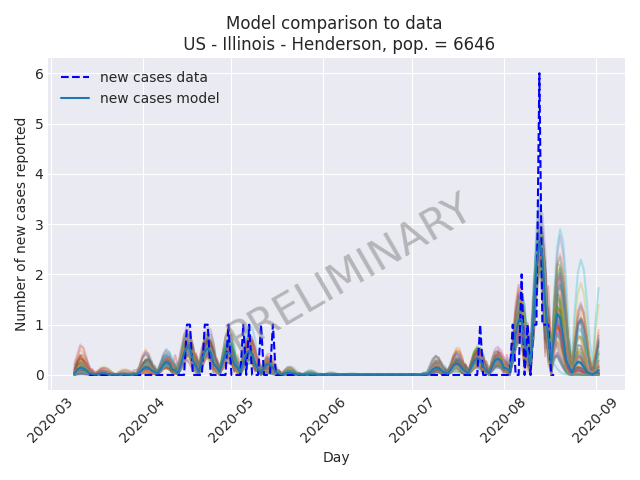 Model comparison to data
US - Illinois - Henderson, pop. = 6646
new cases data
new cases model
PRELIMINARY
Number of new cases reported
6
5
4
3
2
1
0
2020-03
2020-04
2020-05
2020-06
2020-07
2020-08
2020-09
Day